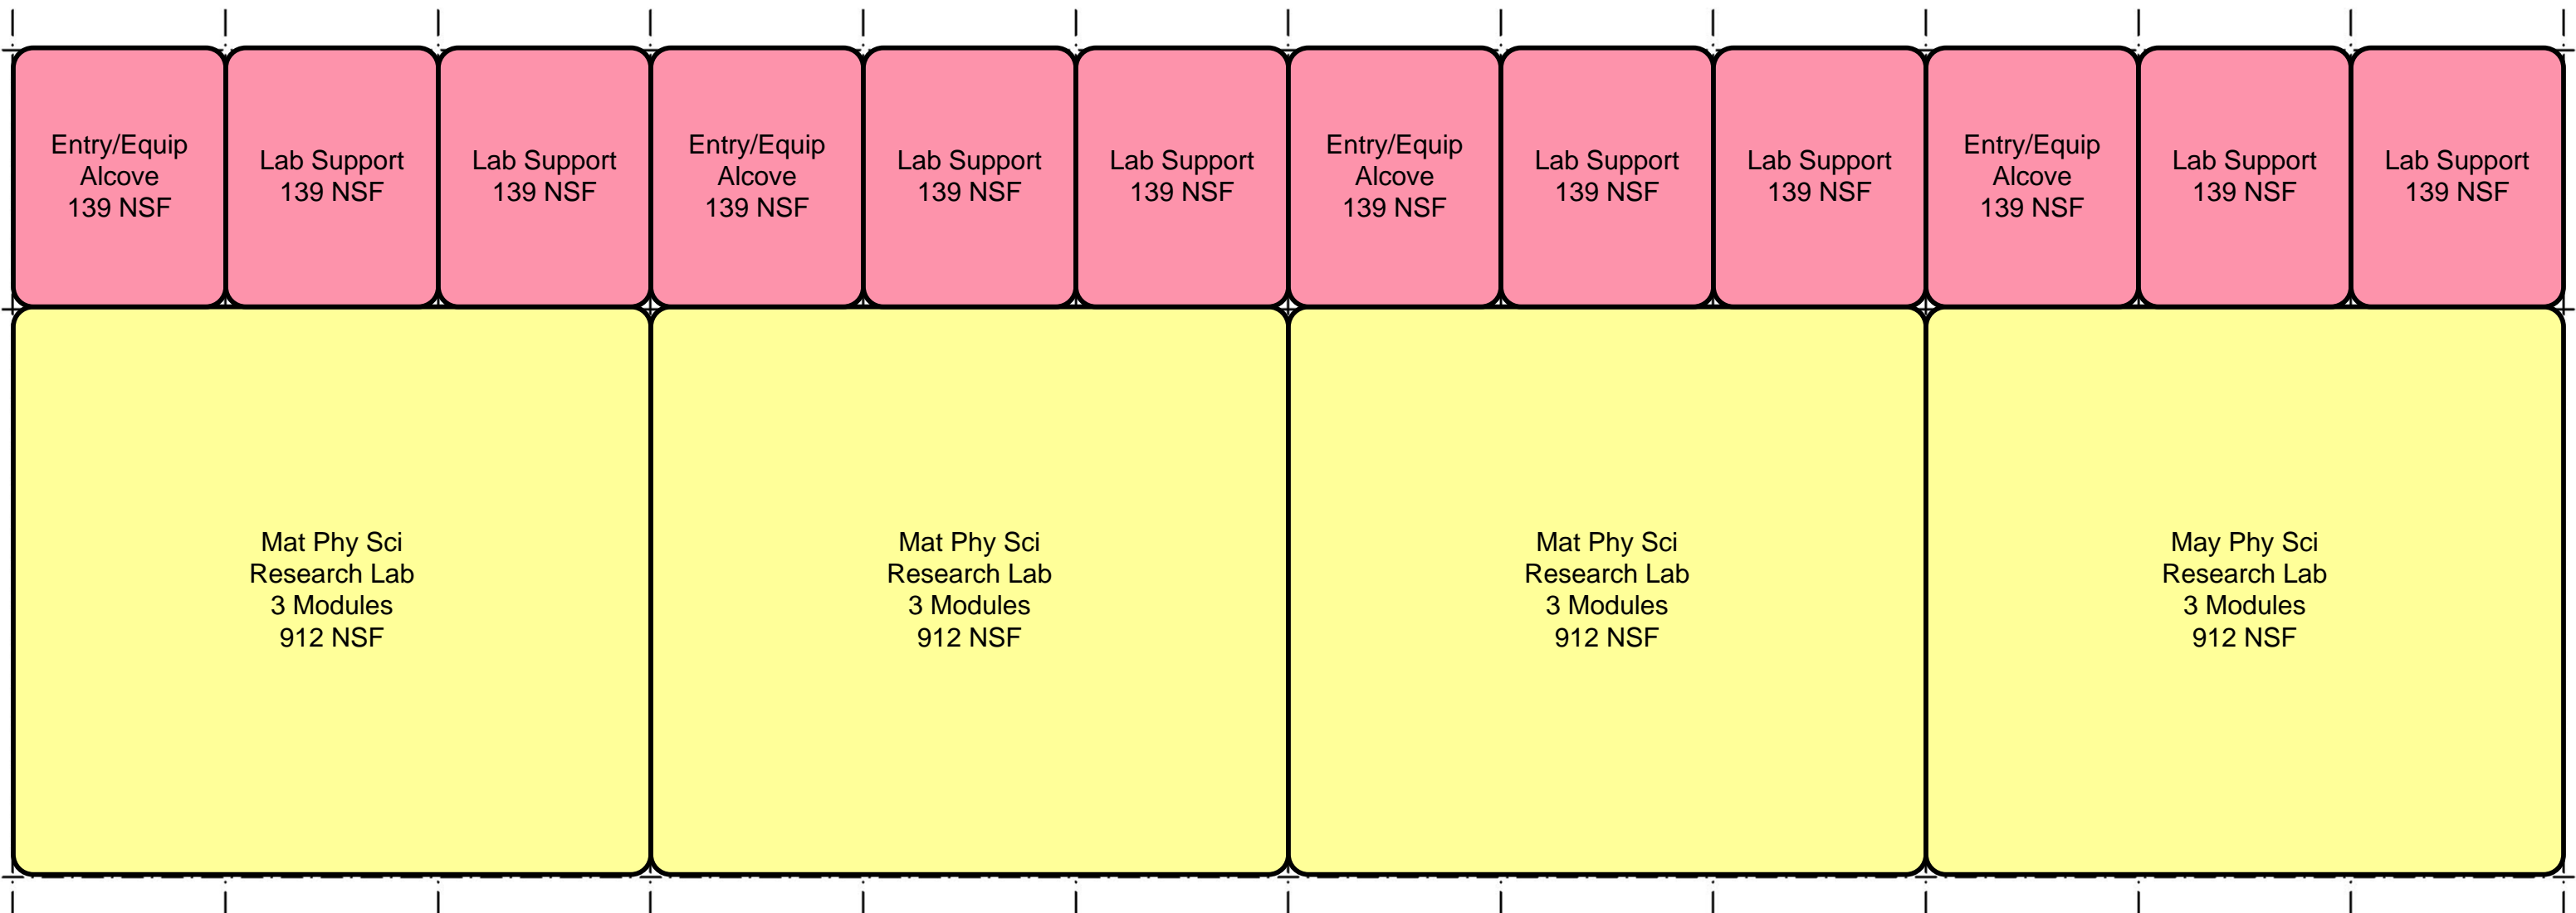 Entry/Equip
Alcove
139 NSF
Lab Support
139 NSF
Lab Support
139 NSF
Entry/Equip
Alcove
139 NSF
Lab Support
139 NSF
Lab Support
139 NSF
Entry/Equip
Alcove
139 NSF
Lab Support
139 NSF
Lab Support
139 NSF
Entry/Equip
Alcove
139 NSF
Lab Support
139 NSF
Lab Support
139 NSF
Mat Phy Sci
Research Lab
3 Modules
912 NSF
Mat Phy Sci
Research Lab
3 Modules
912 NSF
Mat Phy Sci
Research Lab
3 Modules
912 NSF
May Phy Sci
Research Lab
3 Modules
912 NSF